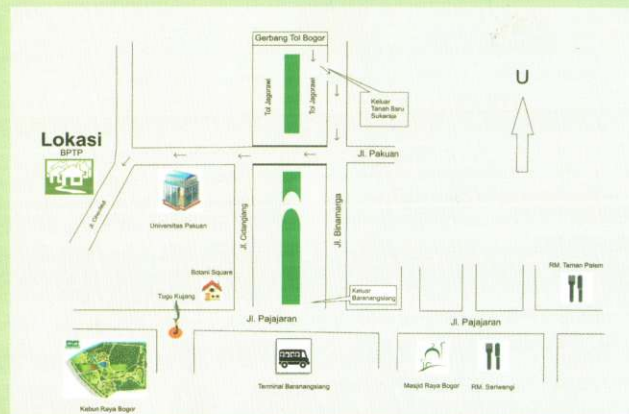 Gerbang Tol Bogor
Tol Jagorawi
Tol Jagorawi
Keluar
Tanah Baru
Sukaraja
U
Lokasi
BPTP
Jl. Pakuan
Universitas Pakuan
Jl. Cidangiang
Jl. Binamarga
Botani Square
Tugu Kujang
Keluar
Baranangsiang
RM. Taman Palem
Jl. Pajajaran
Jl. Pajajaran
Kebun Raya Bogor
Terminal Baranangsiang
Masjid Raya Bogor
RM. Sariwangi